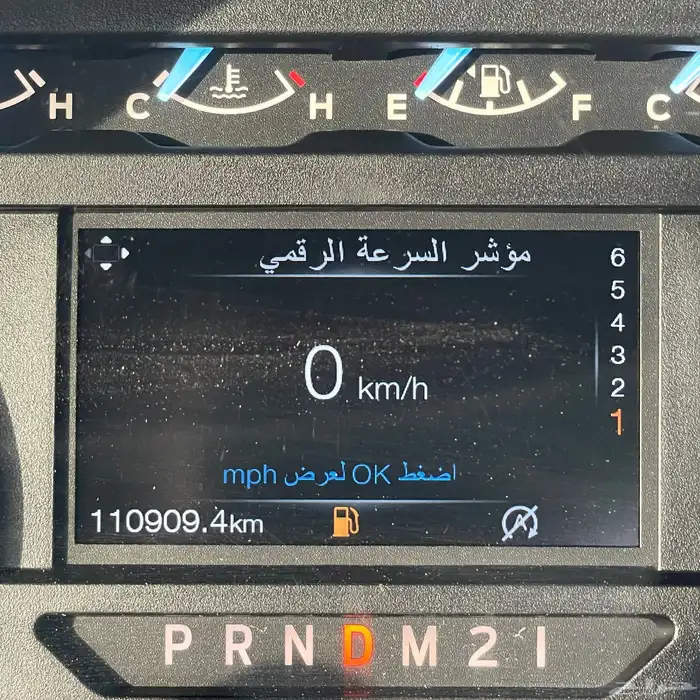 H C H E F C
مؤشر السرعة الرقمي
6
5
4
3
2
1
0 km/h
اضغط OK لعرض mph
110909.4km
P R N D M 2 1